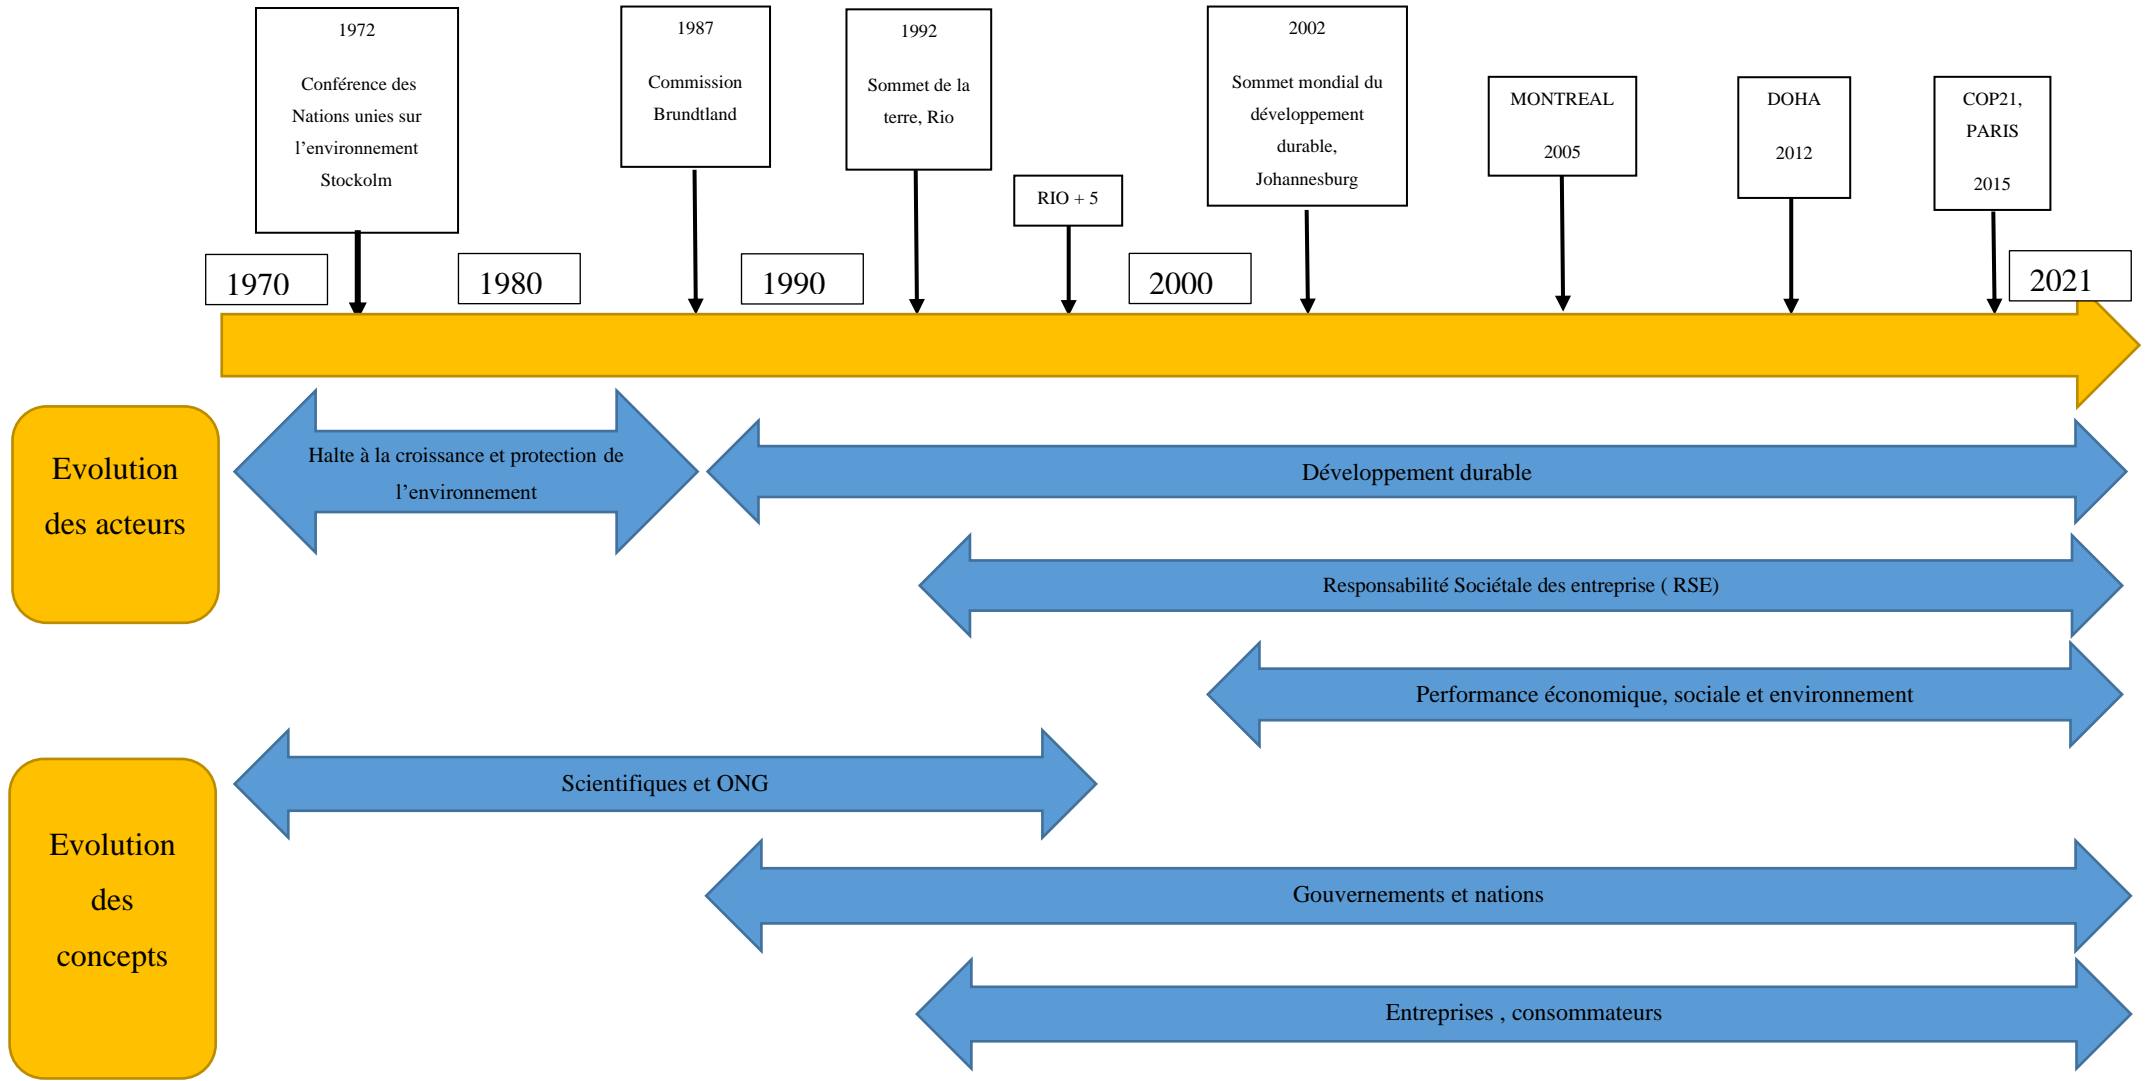 1972
Conférence des
Nations unies sur
l’environnement
Stockolm
1987
Commission
Brundtland
1992
Sommet de la
terre, Rio
RIO + 5
2002
Sommet mondial du
développement
durable,
Johannesburg
MONTREAL
2005
DOHA
2012
COP21,
PARIS
2015
1970
1980
1990
2000
2021
Evolution
des acteurs
Halte à la croissance et protection de
l’environnement
Développement durable
Responsabilité Sociétale des entreprise ( RSE)
Performance économique, sociale et environnement
Evolution
des
concepts
Scientifiques et ONG
Gouvernements et nations
Entreprises , consommateurs